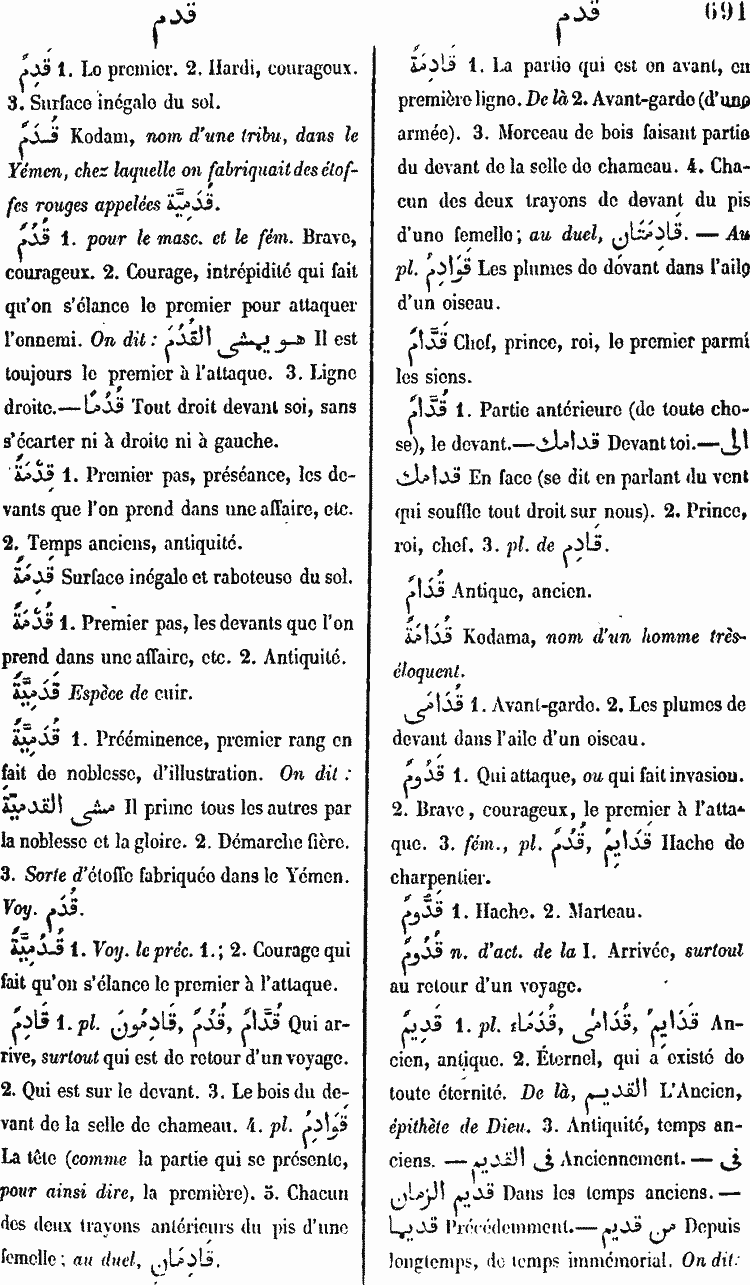 قدم
قدم 691
قَدِمٌ 1. Le premier. 2. Hardi, courageux.
3. Surface inégale du sol.
قُدَمٌ Kodam, nom d'une tribu, dans le
Yémen, chez laquelle on fabriquait des étof-
fes rouges appelées قُدَمِيَّة.
قُدُمٌ 1. pour le masc. et le fém. Brave,
courageux. 2. Courage, intrépidité qui fait
qu'on s'élance le premier pour attaquer
l'ennemi. On dit : هو يمشى القُدُمَ Il est
toujours le premier à l'attaque. 3. Ligne
droite.—قُدُمًا Tout droit devant soi, sans
s'écarter ni à droite ni à gauche.
قُدْمَةٌ 1. Premier pas, préséance, les de-
vants que l'on prend dans une affaire, etc.
2. Temps anciens, antiquité.
قَدِمَةٌ Surface inégale et raboteuse du sol.
قُدُمَةٌ 1. Premier pas, les devants que l'on
prend dans une affaire, etc. 2. Antiquité.
قَدَمِيَّةٌ Espèce de cuir.
قُدَمِيَّةٌ 1. Prééminence, premier rang en
fait de noblesse, d'illustration. On dit :
مشى القدميّة Il prime tous les autres par
la noblesse et la gloire. 2. Démarche fière.
3. Sorte d'étoffe fabriquée dans le Yémen.
Voy. قُدَم.
قُدُمِيَّةٌ 1. Voy. le préc. 1.; 2. Courage qui
fait qu'on s'élance le premier à l'attaque.
قَادِمٌ 1. pl. قُدَّامٌ, قُدُمٌ, قَادِمُونَ Qui ar-
rive, surtout qui est de retour d'un voyage.
2. Qui est sur le devant. 3. Le bois du de-
vant de la selle de chameau. 4. pl. قَوَادِمُ
La tête (comme la partie qui se présente,
pour ainsi dire, la première). 5. Chacun
des deux trayons antérieurs du pis d'une
femelle ; au duel, قَادِمَانِ.
قَادِمَةٌ 1. La partie qui est en avant, en
première ligne. De là 2. Avant-garde (d'une
armée). 3. Morceau de bois faisant partie
du devant de la selle de chameau. 4. Cha-
cun des deux trayons de devant du pis
d'une femelle ; au duel, قَادِمَتَانِ. — Au
pl. قَوَادِمُ Les plumes de devant dans l'aile
d'un oiseau.
قَدَّامٌ Chef, prince, roi, le premier parmi
les siens.
قُدَّامٌ 1. Partie antérieure (de toute cho-
se), le devant.—قدامك Devant toi.—الى
قدامك En face (se dit en parlant du vent
qui souffle tout droit sur nous). 2. Prince,
roi, chef. 3. pl. de قَادِم.
قُدَامٌ Antique, ancien.
قُدَامَةٌ Kodama, nom d'un homme très-
éloquent.
قُدَامَى 1. Avant-garde. 2. Les plumes de
devant dans l'aile d'un oiseau.
قَدُومٌ 1. Qui attaque, ou qui fait invasion.
2. Brave, courageux, le premier à l'atta-
que. 3. fém., pl. قَدَايِمُ, قُدُمٌ Hache de
charpentier.
قَدُّومٌ 1. Hache. 2. Marteau.
قُدُومٌ n. d'act. de la I. Arrivée, surtout
au retour d'un voyage.
قَدِيمٌ 1. pl. قَدَايِمُ, قُدَامَى, قُدَمَاء An-
cien, antique. 2. Éternel, qui a existé de
toute éternité. De là, القديم L'Ancien,
épithète de Dieu. 3. Antiquité, temps an-
ciens. — فى القديم Anciennement. — فى
قديم الزمان Dans les temps anciens. —
قديما Précédemment.—من قديم Depuis
longtemps, de temps immémorial. On dit: